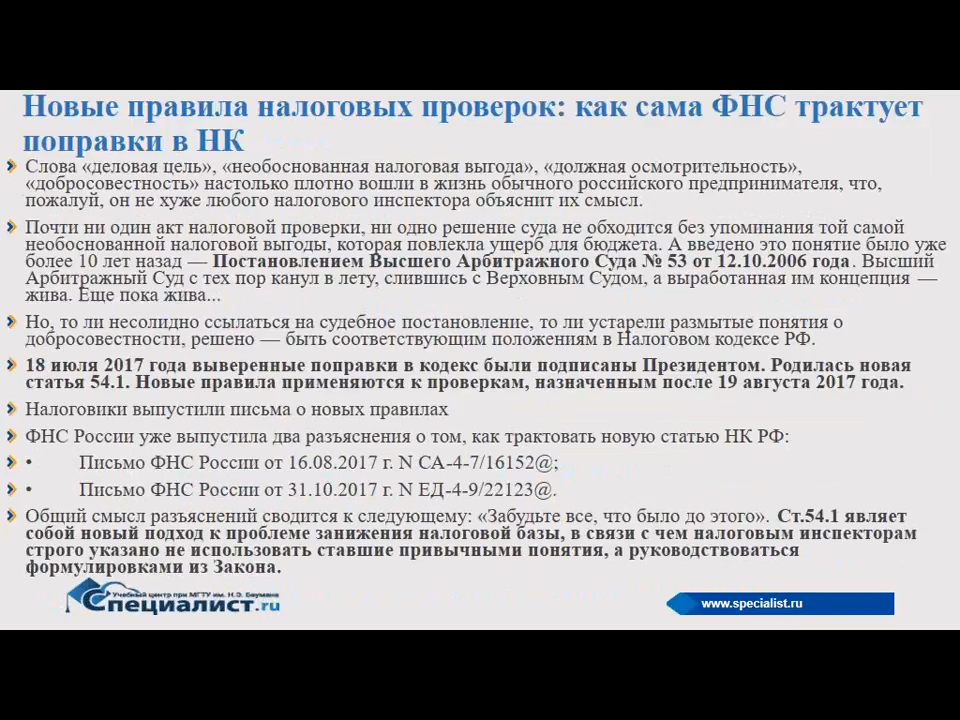 Новые правила налоговых проверок: как сама ФНС трактует
поправки в НК
Слова «деловая цель», «необоснованная налоговая выгода», «должная осмотрительность»,
«добросовестность» настолько плотно вошли в жизнь обычного российского предпринимателя, что,
пожалуй, он не хуже любого налогового инспектора объяснит их смысл.
Почти ни один акт налоговой проверки, ни одно решение суда не обходится без упоминания той самой
необоснованной налоговой выгоды, которая повлекла ущерб для бюджета. А введено это понятие было уже
более 10 лет назад — Постановлением Высшего Арбитражного Суда № 53 от 12.10.2006 года. Высший
Арбитражный Суд с тех пор канул в лету, слившись с Верховным Судом, а выработанная им концепция —
жива. Еще пока жива...
Но, то ли несолидно ссылаться на судебное постановление, то ли устарели размытые понятия о
добросовестности, решено — быть соответствующим положениям в Налоговом кодексе РФ.
18 июля 2017 года выверенные поправки в кодекс были подписаны Президентом. Родилась новая
статья 54.1. Новые правила применяются к проверкам, назначенным после 19 августа 2017 года.
Налоговики выпустили письма о новых правилах
ФНС России уже выпустила два разъяснения о том, как трактовать новую статью НК РФ:
• Письмо ФНС России от 16.08.2017 г. N СА-4-7/16152@;
• Письмо ФНС России от 31.10.2017 г. N ЕД-4-9/22123@.
Общий смысл разъяснений сводится к следующему: «Забудьте все, что было до этого». Ст.54.1 являет
собой новый подход к проблеме занижения налоговой базы, в связи с чем налоговым инспекторам
строго указано не использовать ставшие привычными понятия, а руководствоваться
формулировками из Закона.
Учебный центр при МГТУ им. Н.Э. Баумана
Специалист.ru
www.specialist.ru